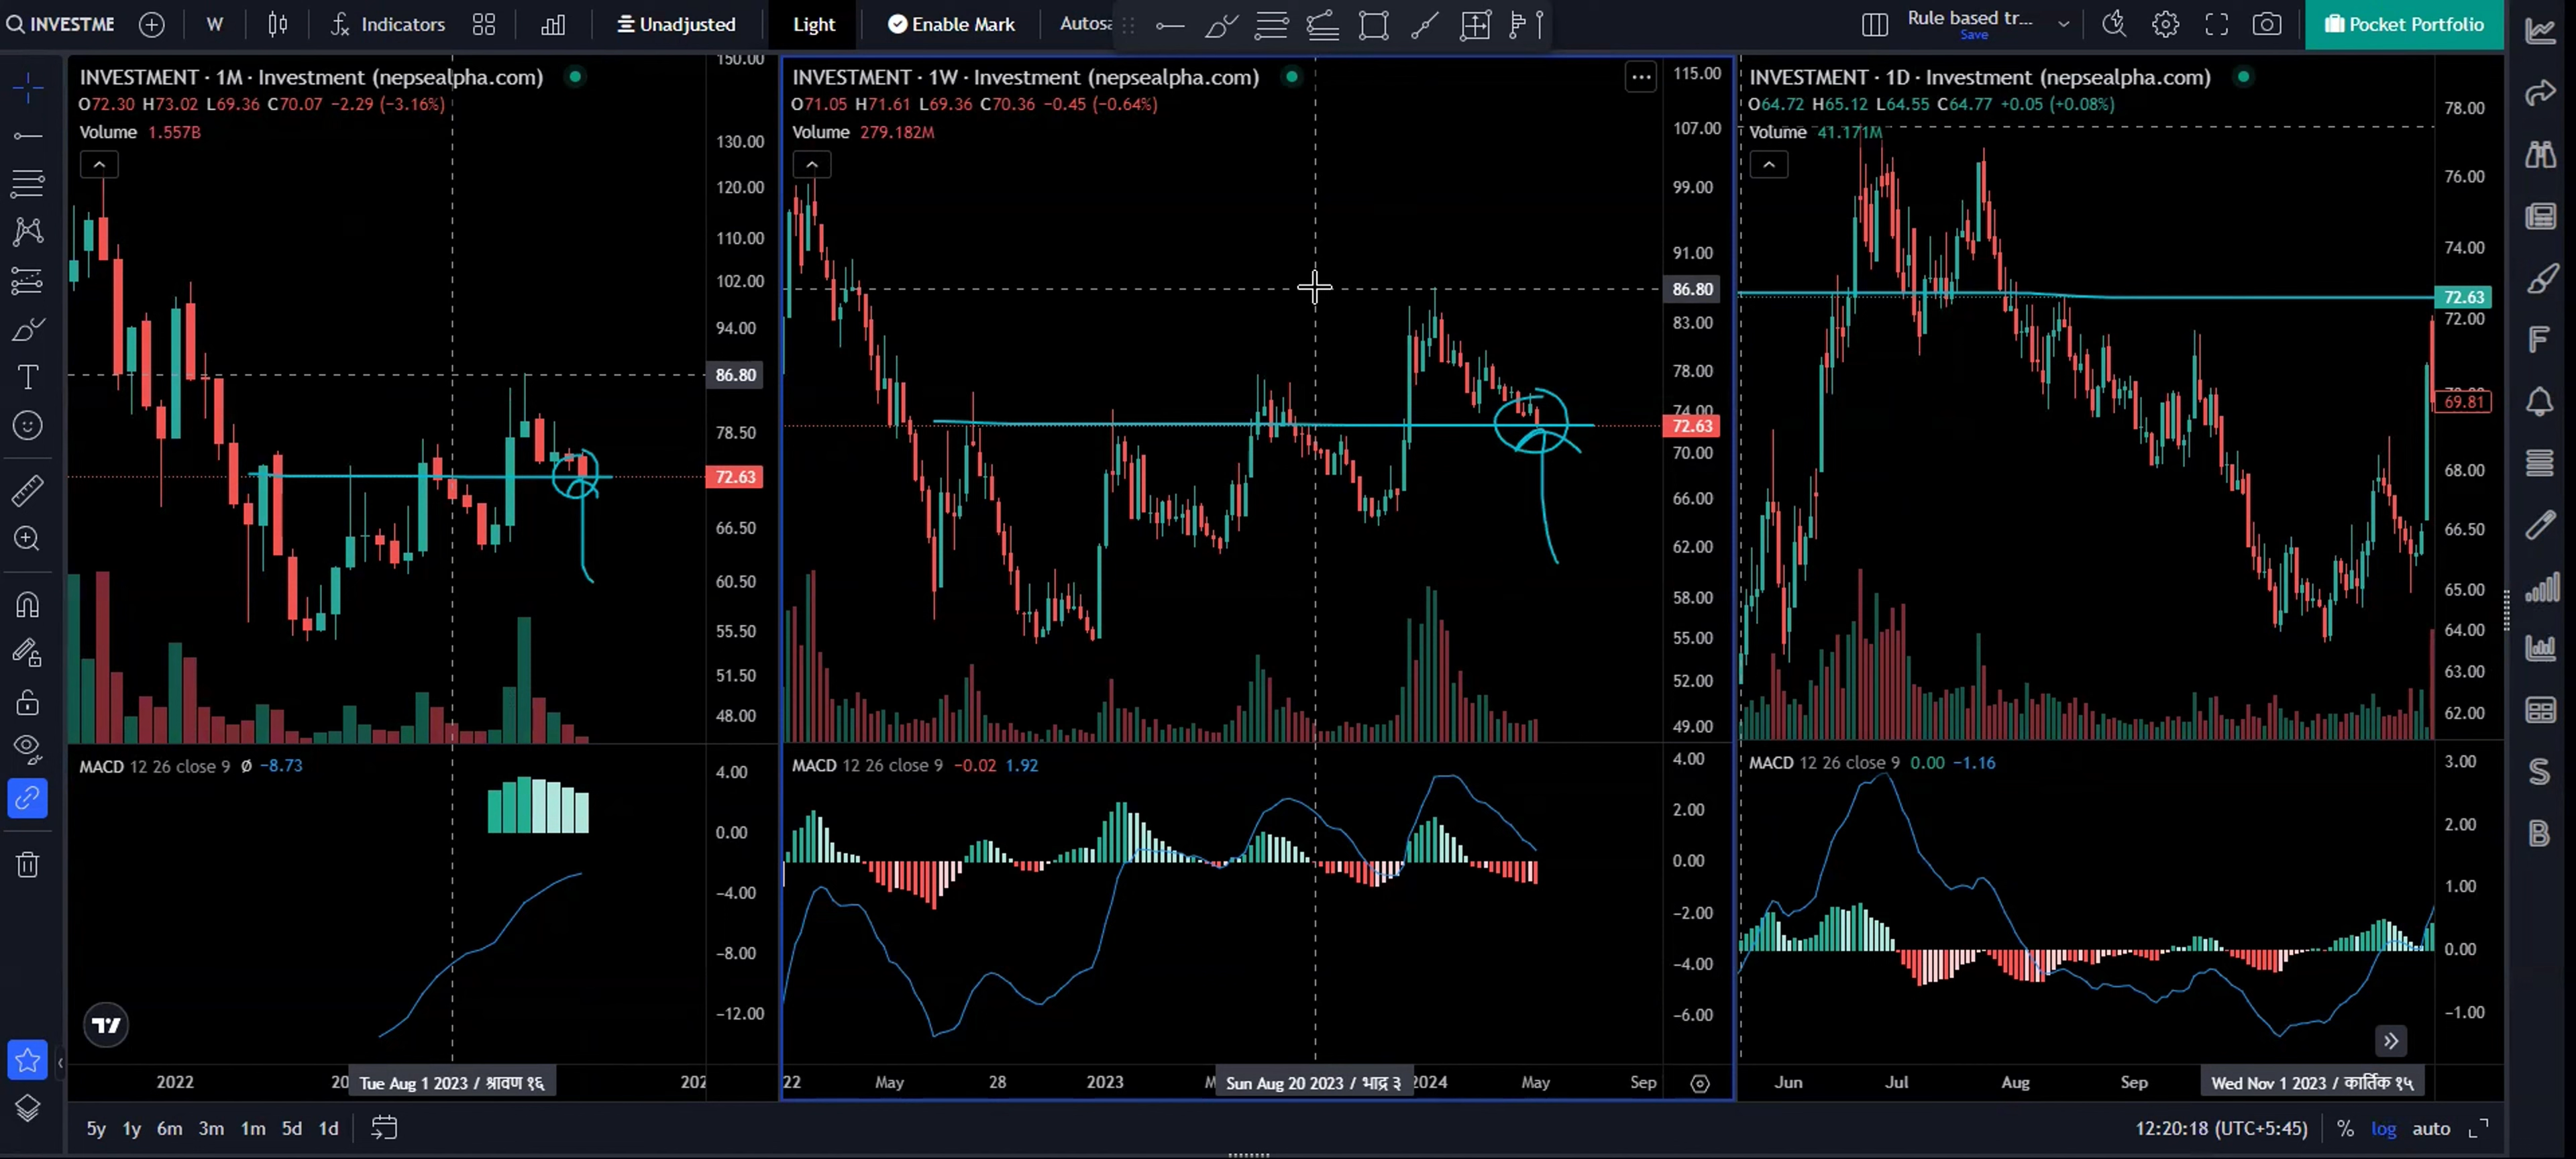 INVESTME W Indicators Unadjusted Light Enable Mark Autosa Rule based tr... Save Pocket Portfolio
INVESTMENT · 1M · Investment (nepsealpha.com)
O72.30 H73.02 L69.36 C70.07 −2.29 (−3.16%)
Volume 1.557B
150.00
130.00
120.00
110.00
102.00
94.00
86.80
78.50
72.63
66.50
60.50
55.50
51.50
48.00
MACD 12 26 close 9 Ø −8.73
4.00
0.00
−4.00
−8.00
−12.00
2022 20 Tue Aug 1 2023 / श्रावण १६ 202
INVESTMENT · 1W · Investment (nepsealpha.com)
O71.05 H71.61 L69.36 C70.36 −0.45 (−0.64%)
Volume 279.182M
115.00
107.00
99.00
91.00
86.80
83.00
78.00
74.00
72.63
70.00
66.00
62.00
58.00
55.00
52.00
49.00
MACD 12 26 close 9 −0.02 1.92
4.00
2.00
0.00
−2.00
−4.00
−6.00
22 May 28 2023 M Sun Aug 20 2023 / भाद्र ३ 2024 May Sep
INVESTMENT · 1D · Investment (nepsealpha.com)
O64.72 H65.12 L64.55 C64.77 +0.05 (+0.08%)
Volume 41.171M
78.00
76.00
74.00
72.63
72.00
69.81
68.00
66.50
65.00
64.00
63.00
62.00
MACD 12 26 close 9 0.00 −1.16
3.00
2.00
1.00
0.00
−1.00
Jun Jul Aug Sep Wed Nov 1 2023 / कार्तिक १५
5y 1y 6m 3m 1m 5d 1d 12:20:18 (UTC+5:45) % log auto
F
S
B